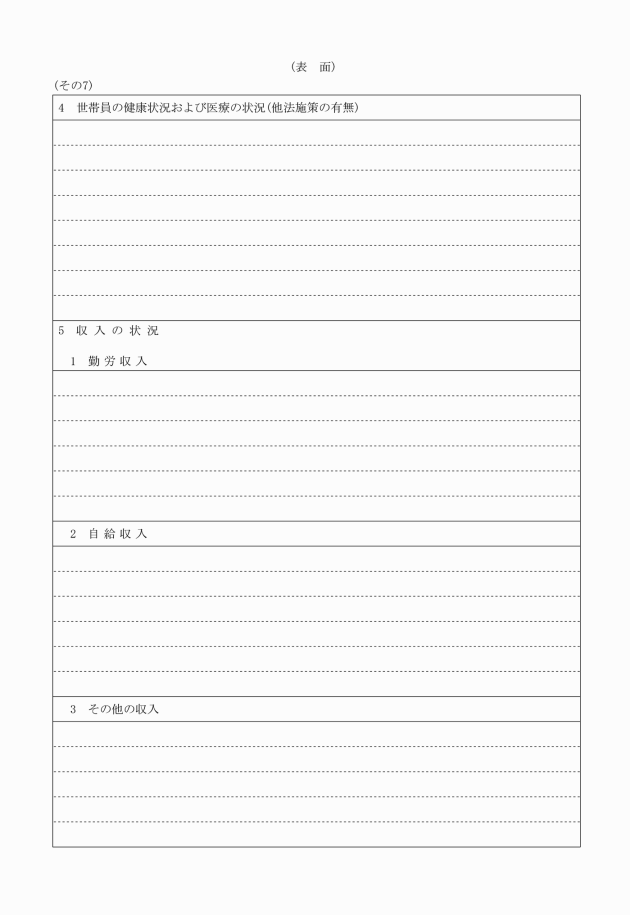 (表　面)
(その7)
4　世帯員の健康状況および医療の状況(他法施策の有無)
5　収 入 の 状 況
1　勤 労 収 入
2　自 給 収 入
3　その他の収入